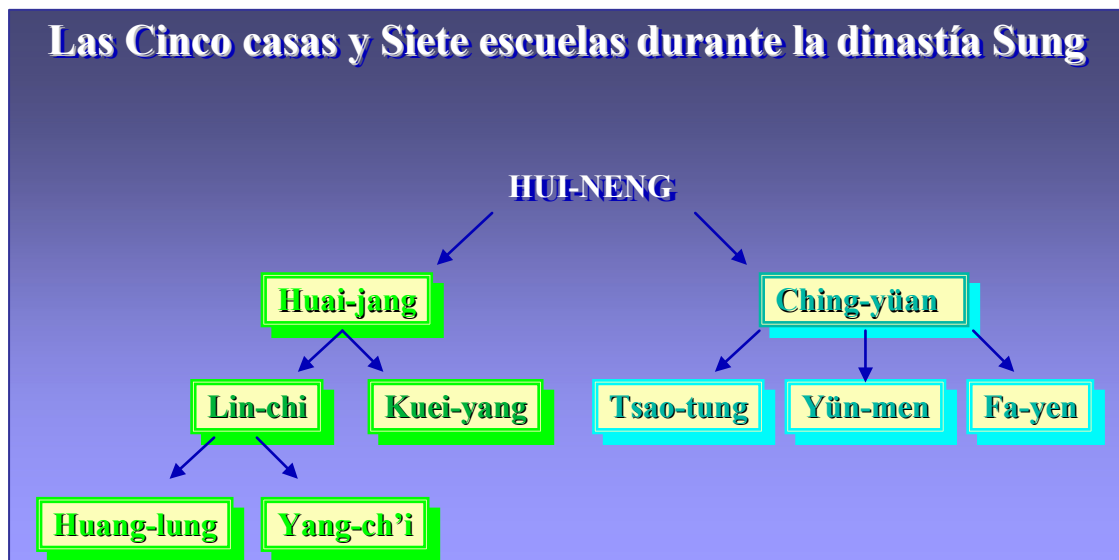 Las Cinco casas y Siete escuelas durante la dinastía Sung
HUI-NENG
Huai-jang
Ching-yüan
Lin-chi
Kuei-yang
Tsao-tung
Yün-men
Fa-yen
Huang-lung
Yang-ch’i